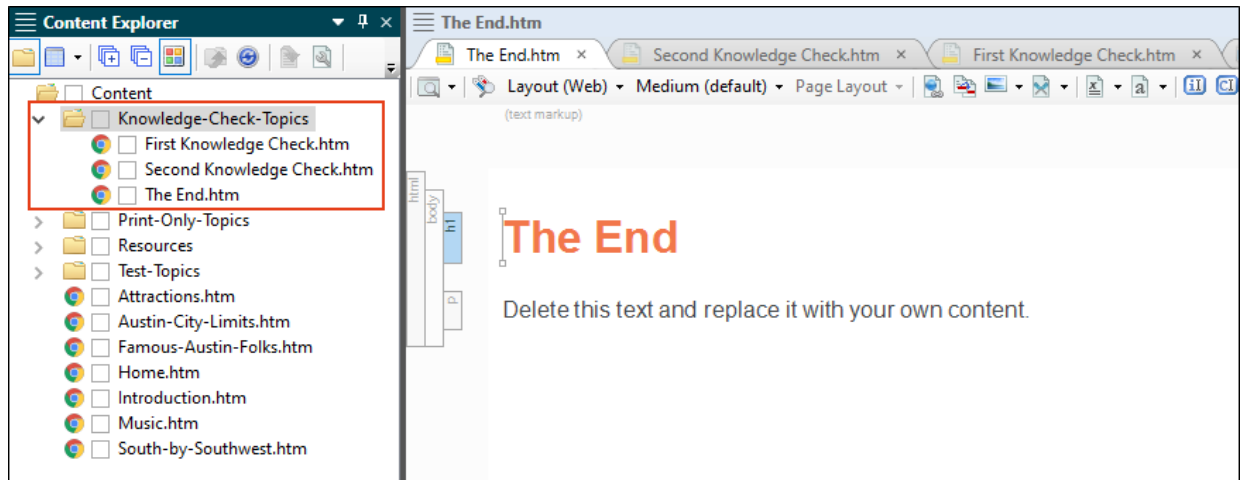 Content Explorer
Content
Knowledge-Check-Topics
First Knowledge Check.htm
Second Knowledge Check.htm
The End.htm
Print-Only-Topics
Resources
Test-Topics
Attractions.htm
Austin-City-Limits.htm
Famous-Austin-Folks.htm
Home.htm
Introduction.htm
Music.htm
South-by-Southwest.htm
The End.htm
The End.htm Second Knowledge Check.htm First Knowledge Check.htm
Layout (Web) Medium (default) Page Layout
(text markup)
html
body
h1
The End
p
Delete this text and replace it with your own content.